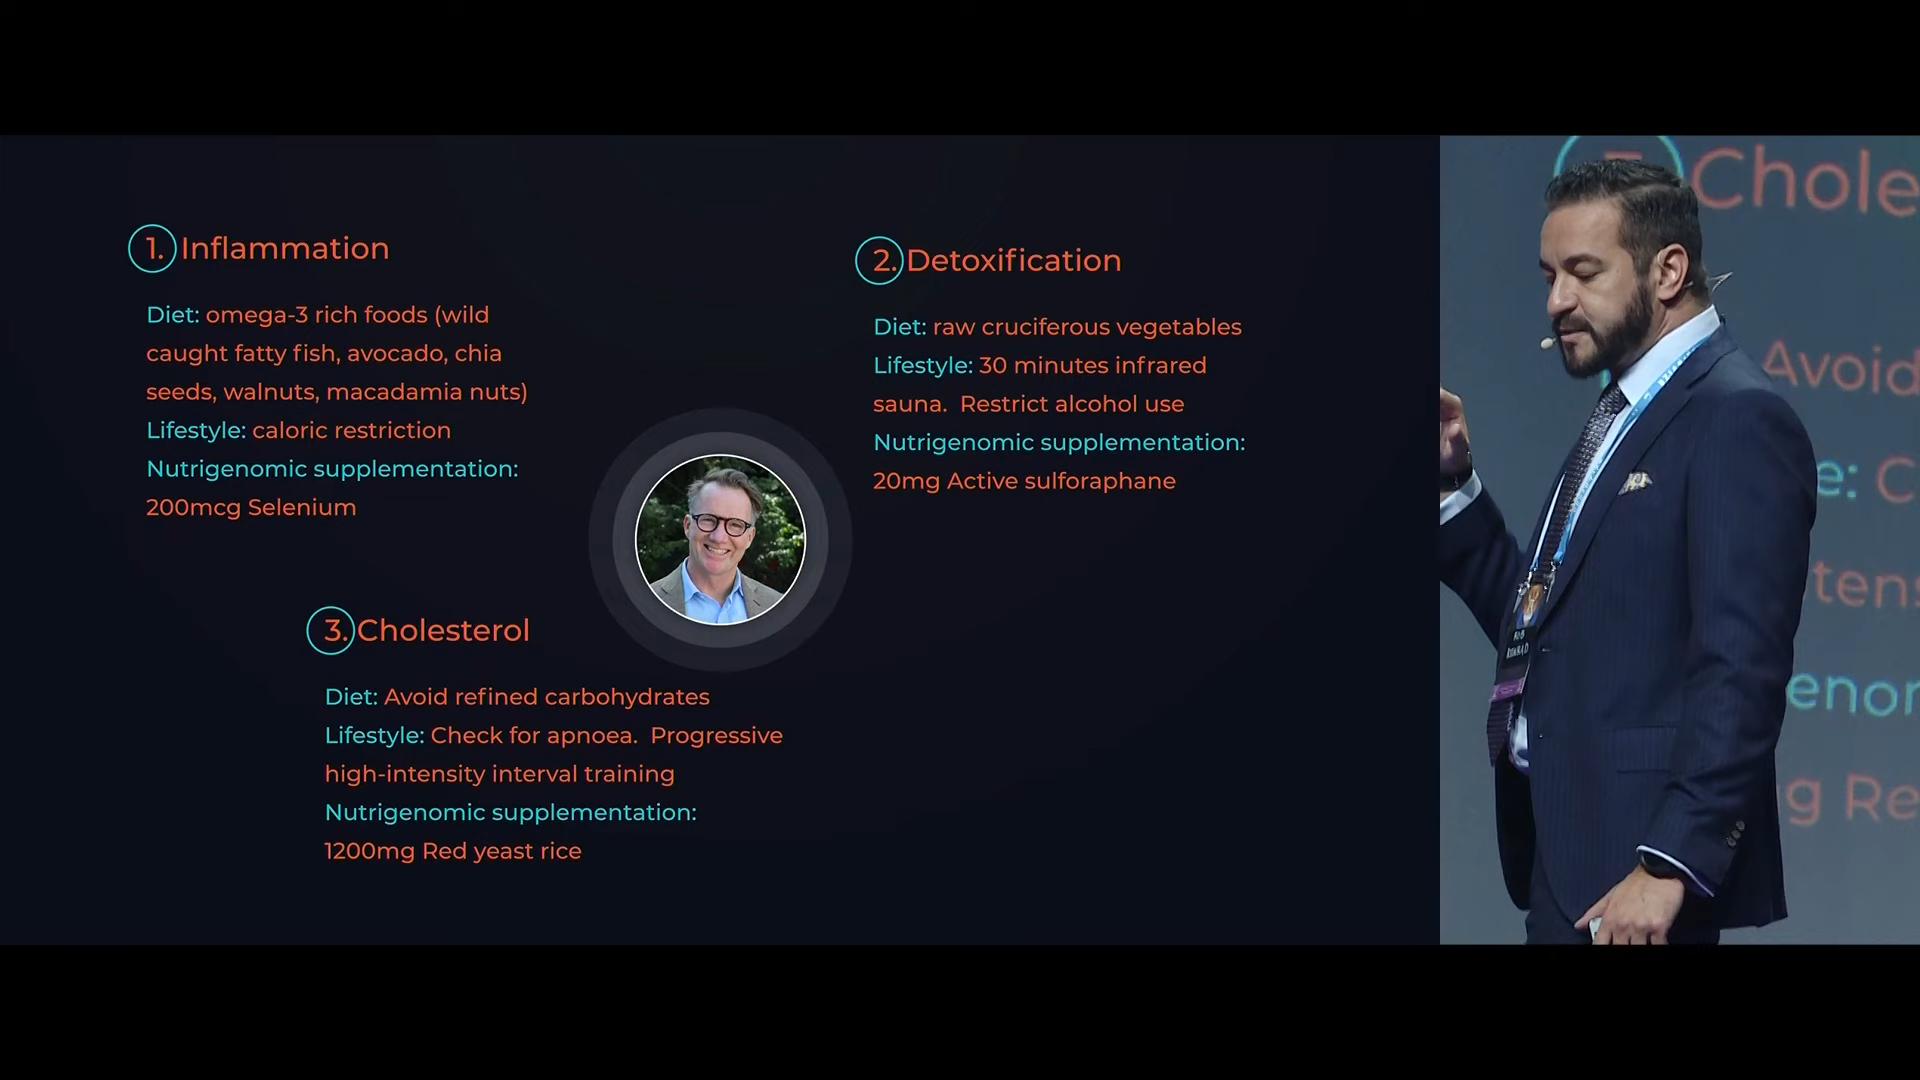 1. Inflammation
Diet: omega-3 rich foods (wild
caught fatty fish, avocado, chia
seeds, walnuts, macadamia nuts)
Lifestyle: caloric restriction
Nutrigenomic supplementation:
200mcg Selenium
2. Detoxification
Diet: raw cruciferous vegetables
Lifestyle: 30 minutes infrared
sauna. Restrict alcohol use
Nutrigenomic supplementation:
20mg Active sulforaphane
3. Cholesterol
Diet: Avoid refined carbohydrates
Lifestyle: Check for apnoea. Progressive
high-intensity interval training
Nutrigenomic supplementation:
1200mg Red yeast rice
Chole
Avoid
e: C
tens
enor
g Re